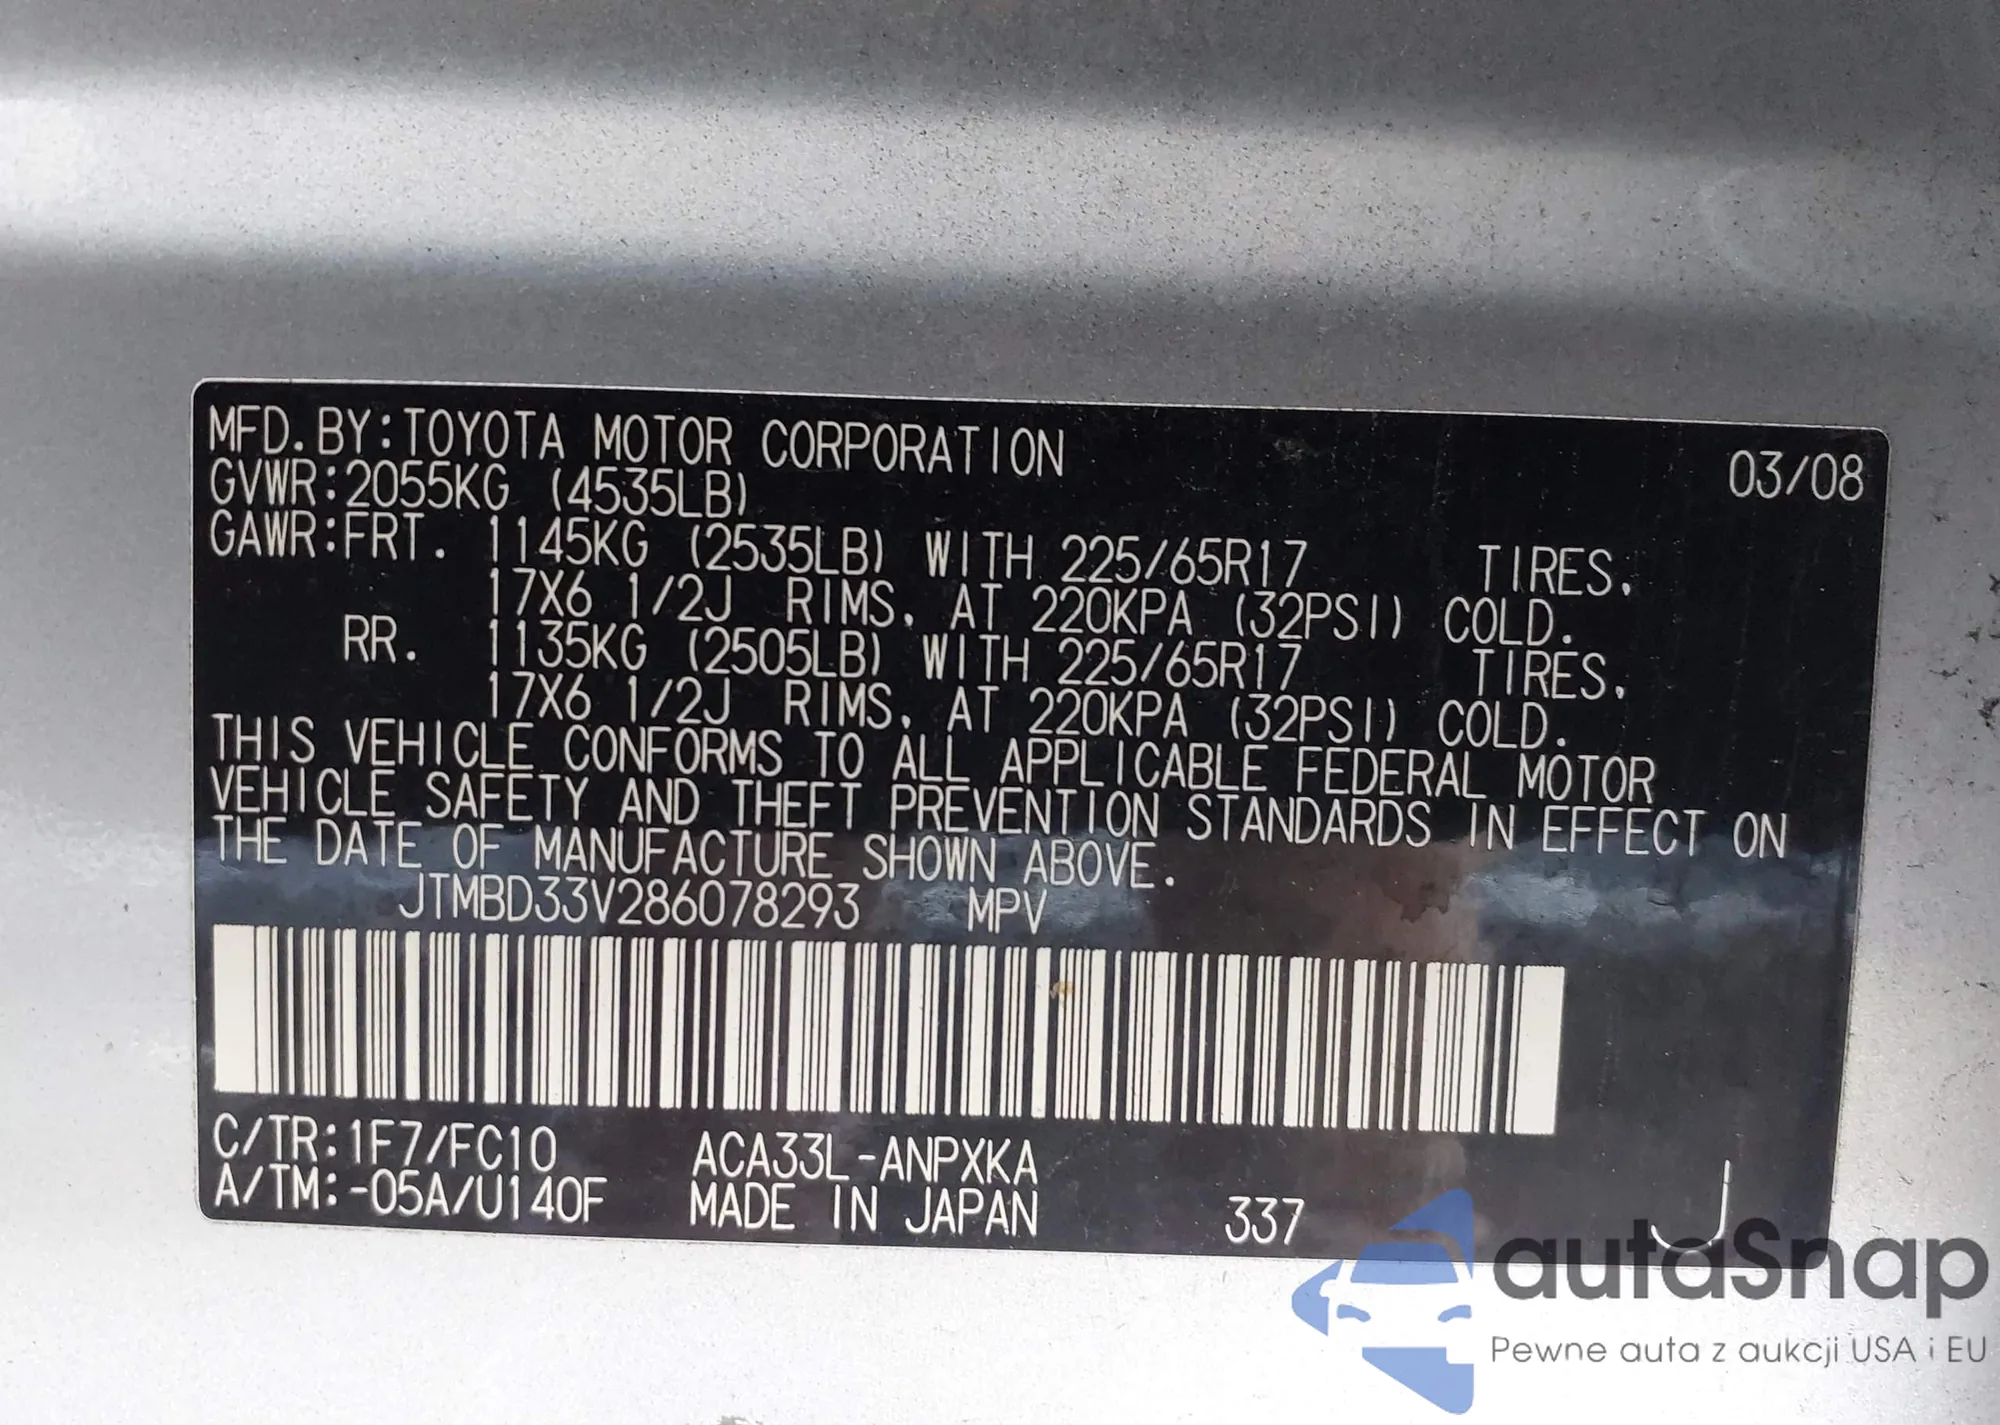 MFD.BY:TOYOTA MOTOR CORPORATION 03/08
GVWR:2055KG (4535LB)
GAWR:FRT. 1145KG (2535LB) WITH 225/65R17 TIRES,
17X6 1/2J RIMS, AT 220KPA (32PSI) COLD.
RR. 1135KG (2505LB) WITH 225/65R17 TIRES,
17X6 1/2J RIMS, AT 220KPA (32PSI) COLD.
THIS VEHICLE CONFORMS TO ALL APPLICABLE FEDERAL MOTOR
VEHICLE SAFETY AND THEFT PREVENTION STANDARDS IN EFFECT ON
THE DATE OF MANUFACTURE SHOWN ABOVE.
JTMBD33V286078293 MPV
C/TR:1F7/FC10 ACA33L-ANPXKA
A/TM:-05A/U140F MADE IN JAPAN 337 J
autaSnap
Pewne auta z aukcji USA i EU